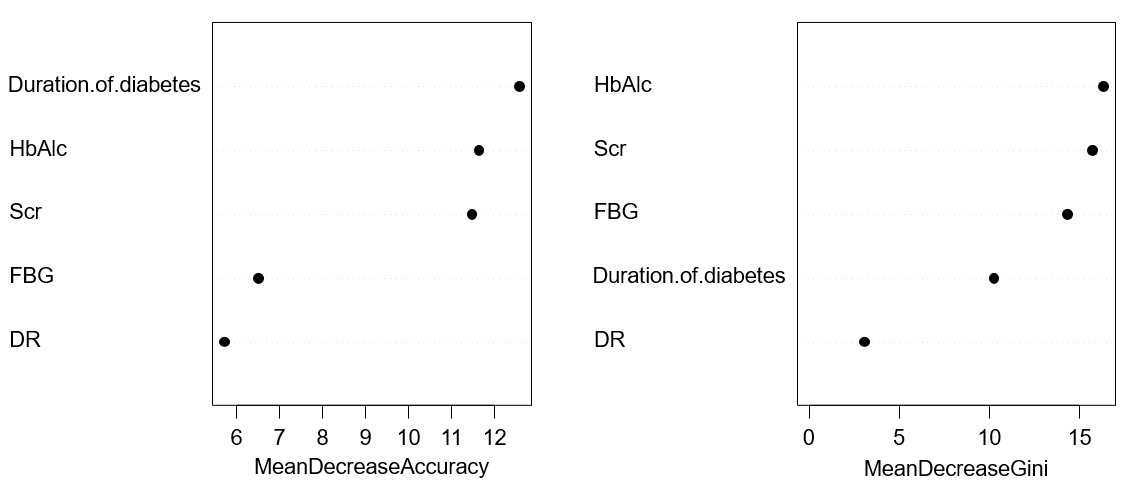 Duration.of.diabetes
HbAlc
Scr
FBG
DR
6 7 8 9 10 11 12
MeanDecreaseAccuracy
HbAlc
Scr
FBG
Duration.of.diabetes
DR
0 5 10 15
MeanDecreaseGini